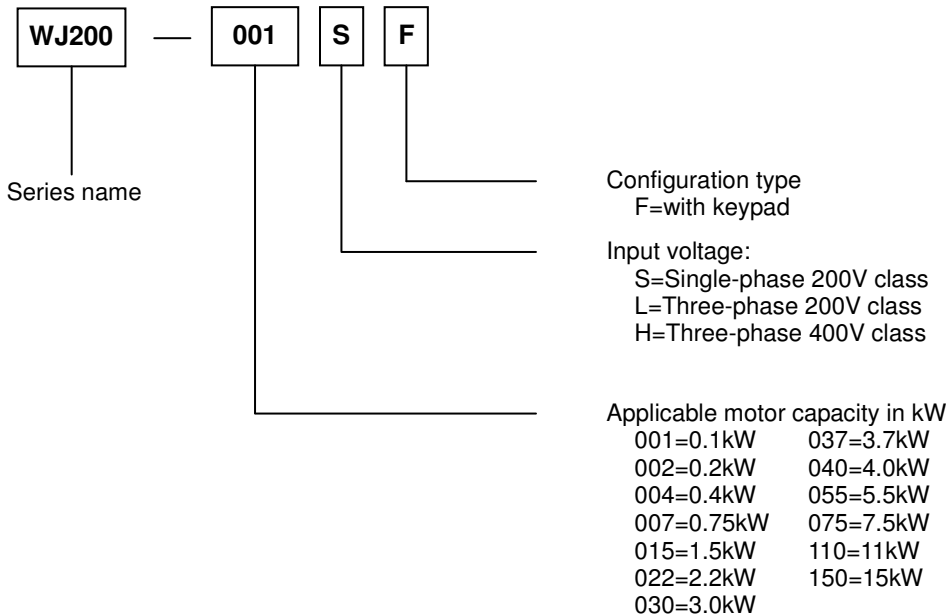 WJ200 — 001 S F
Series name
Configuration type
F=with keypad
Input voltage:
S=Single-phase 200V class
L=Three-phase 200V class
H=Three-phase 400V class
Applicable motor capacity in kW
001=0.1kW 037=3.7kW
002=0.2kW 040=4.0kW
004=0.4kW 055=5.5kW
007=0.75kW 075=7.5kW
015=1.5kW 110=11kW
022=2.2kW 150=15kW
030=3.0kW